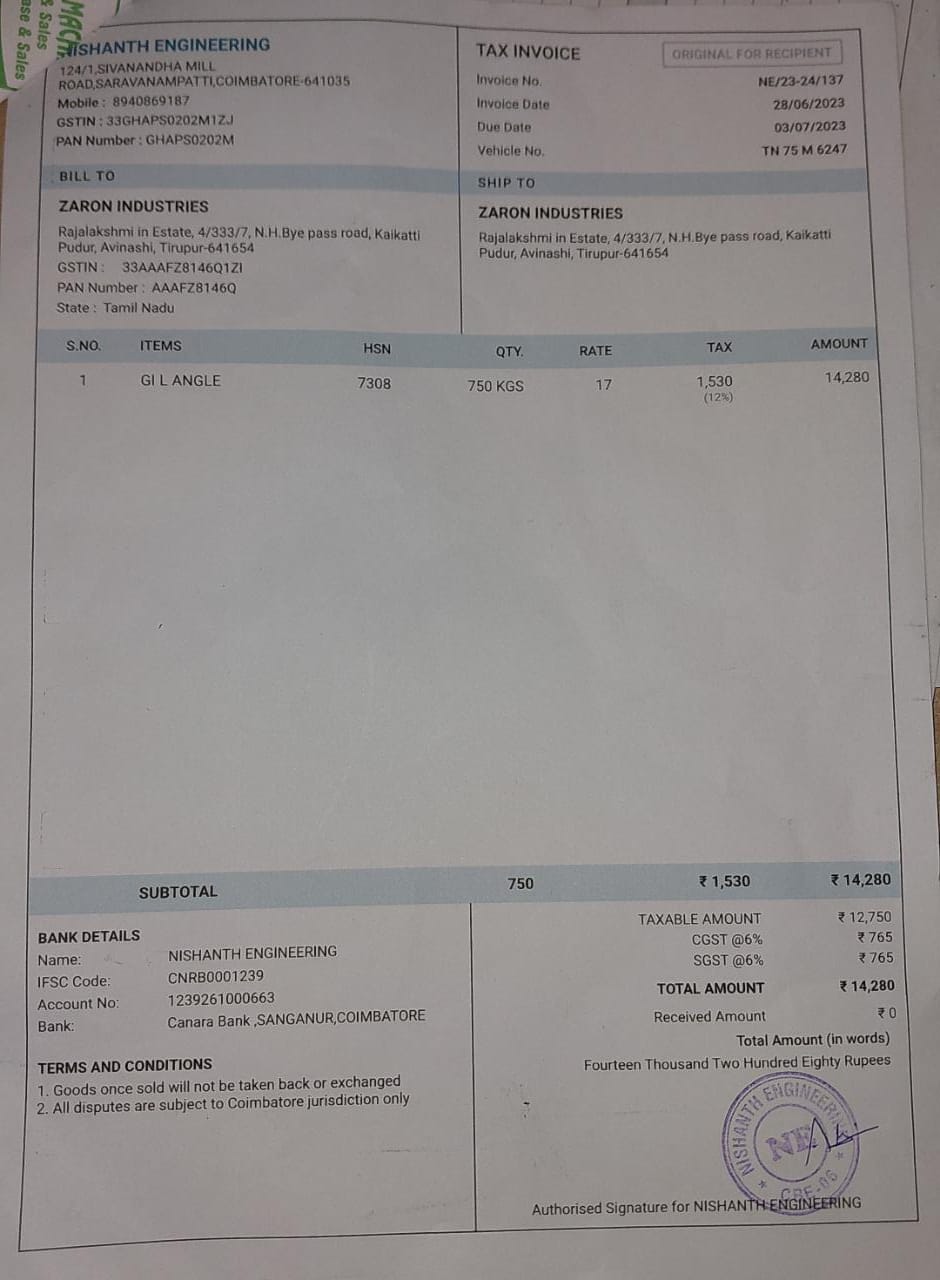 MACH
& Sales
ase & Sales
NISHANTH ENGINEERING
124/1,SIVANANDHA MILL
ROAD,SARAVANAMPATTI,COIMBATORE-641035
Mobile : 8940869187
GSTIN : 33GHAPS0202M1ZJ
PAN Number : GHAPS0202M
TAX INVOICE
ORIGINAL FOR RECIPIENT
Invoice No. NE/23-24/137
Invoice Date 28/06/2023
Due Date 03/07/2023
Vehicle No. TN 75 M 6247
BILL TO
ZARON INDUSTRIES
Rajalakshmi in Estate, 4/333/7, N.H.Bye pass road, Kaikatti
Pudur, Avinashi, Tirupur-641654
GSTIN : 33AAAFZ8146Q1ZI
PAN Number : AAAFZ8146Q
State : Tamil Nadu
SHIP TO
ZARON INDUSTRIES
Rajalakshmi in Estate, 4/333/7, N.H.Bye pass road, Kaikatti
Pudur, Avinashi, Tirupur-641654
S.NO. ITEMS HSN QTY. RATE TAX AMOUNT
1 GI L ANGLE 7308 750 KGS 17 1,530 14,280
(12%)
SUBTOTAL 750 ₹ 1,530 ₹ 14,280
BANK DETAILS
Name: NISHANTH ENGINEERING
IFSC Code: CNRB0001239
Account No: 1239261000663
Bank: Canara Bank ,SANGANUR,COIMBATORE
TERMS AND CONDITIONS
1. Goods once sold will not be taken back or exchanged
2. All disputes are subject to Coimbatore jurisdiction only
TAXABLE AMOUNT ₹ 12,750
CGST @6% ₹ 765
SGST @6% ₹ 765
TOTAL AMOUNT ₹ 14,280
Received Amount ₹ 0
Total Amount (in words)
Fourteen Thousand Two Hundred Eighty Rupees
NISHANTH ENGINEERING
NE
CBE-06
Authorised Signature for NISHANTH ENGINEERING